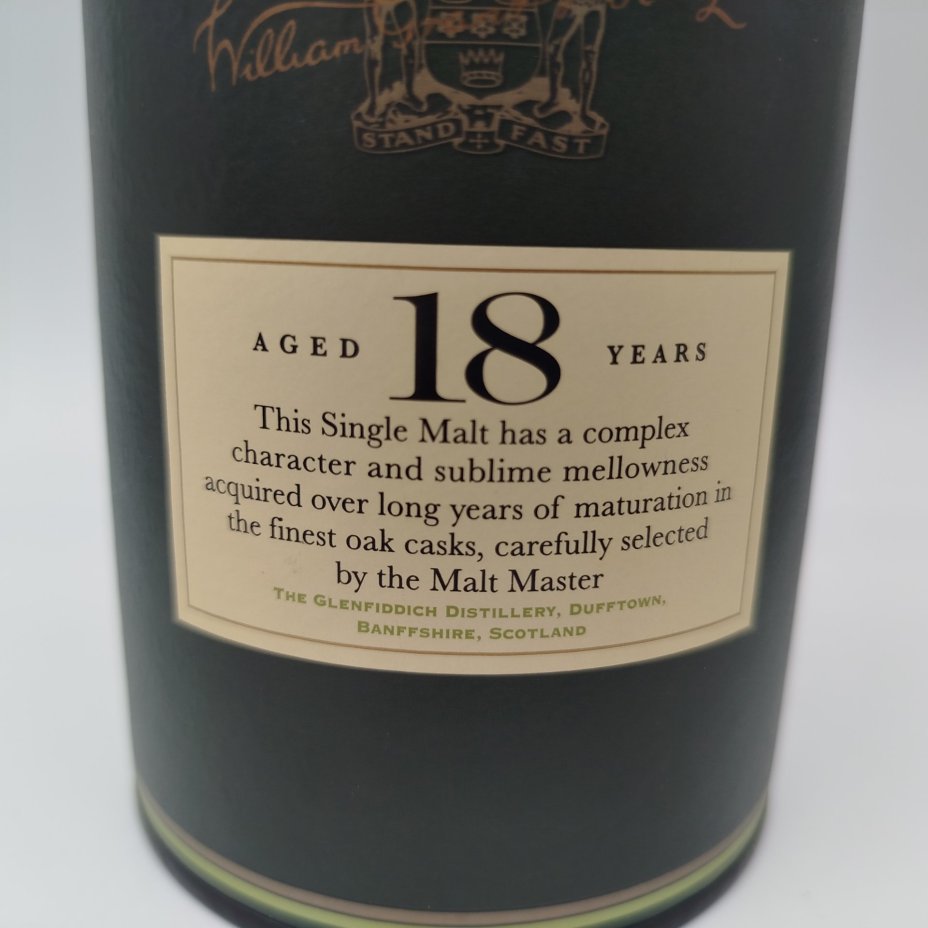 William
STAND FAST
AGED 18 YEARS
This Single Malt has a complex
character and sublime mellowness
acquired over long years of maturation in
the finest oak casks, carefully selected
by the Malt Master
THE GLENFIDDICH DISTILLERY, DUFFTOWN,
BANFFSHIRE, SCOTLAND